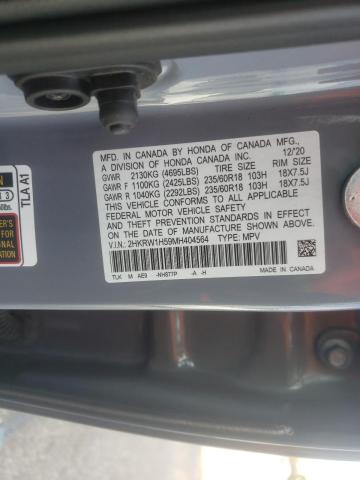 MFD. IN CANADA BY HONDA OF CANADA MFG.,
A DIVISION OF HONDA CANADA INC. 12/20
GVWR 2130KG (4695LBS) TIRE SIZE RIM SIZE
GAWR F 1100KG (2425LBS) 235/60R18 103H 18X7.5J
GAWR R 1040KG (2292LBS) 235/60R18 103H 18X7.5J
THIS VEHICLE CONFORMS TO ALL APPLICABLE
FEDERAL MOTOR VEHICLE SAFETY
AND THEFT PREVENTION STANDARDS IN EFFECT
ON THE DATE OF MANUFACTURE SHOWN ABOVE.
V.I.N.: 2HKRW1H59MH404564 TYPE: MPV
TLK M AE9 -NH877P -A -H
MADE IN CANADA
TLA A1